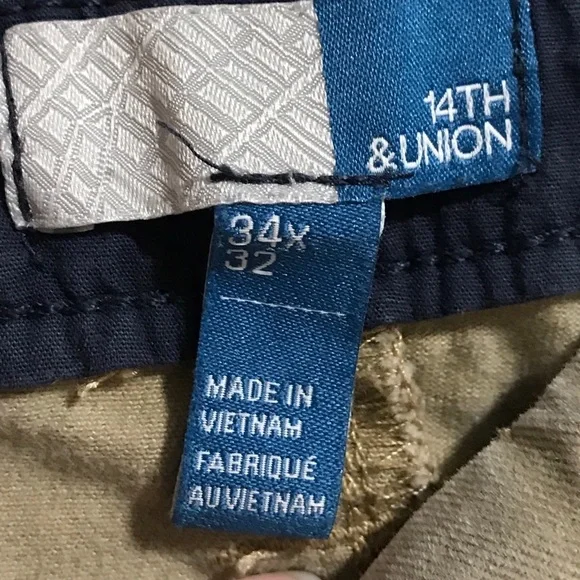 14TH
& UNION
34X
32
MADE IN
VIETNAM
FABRIQUÉ
AU VIETNAM